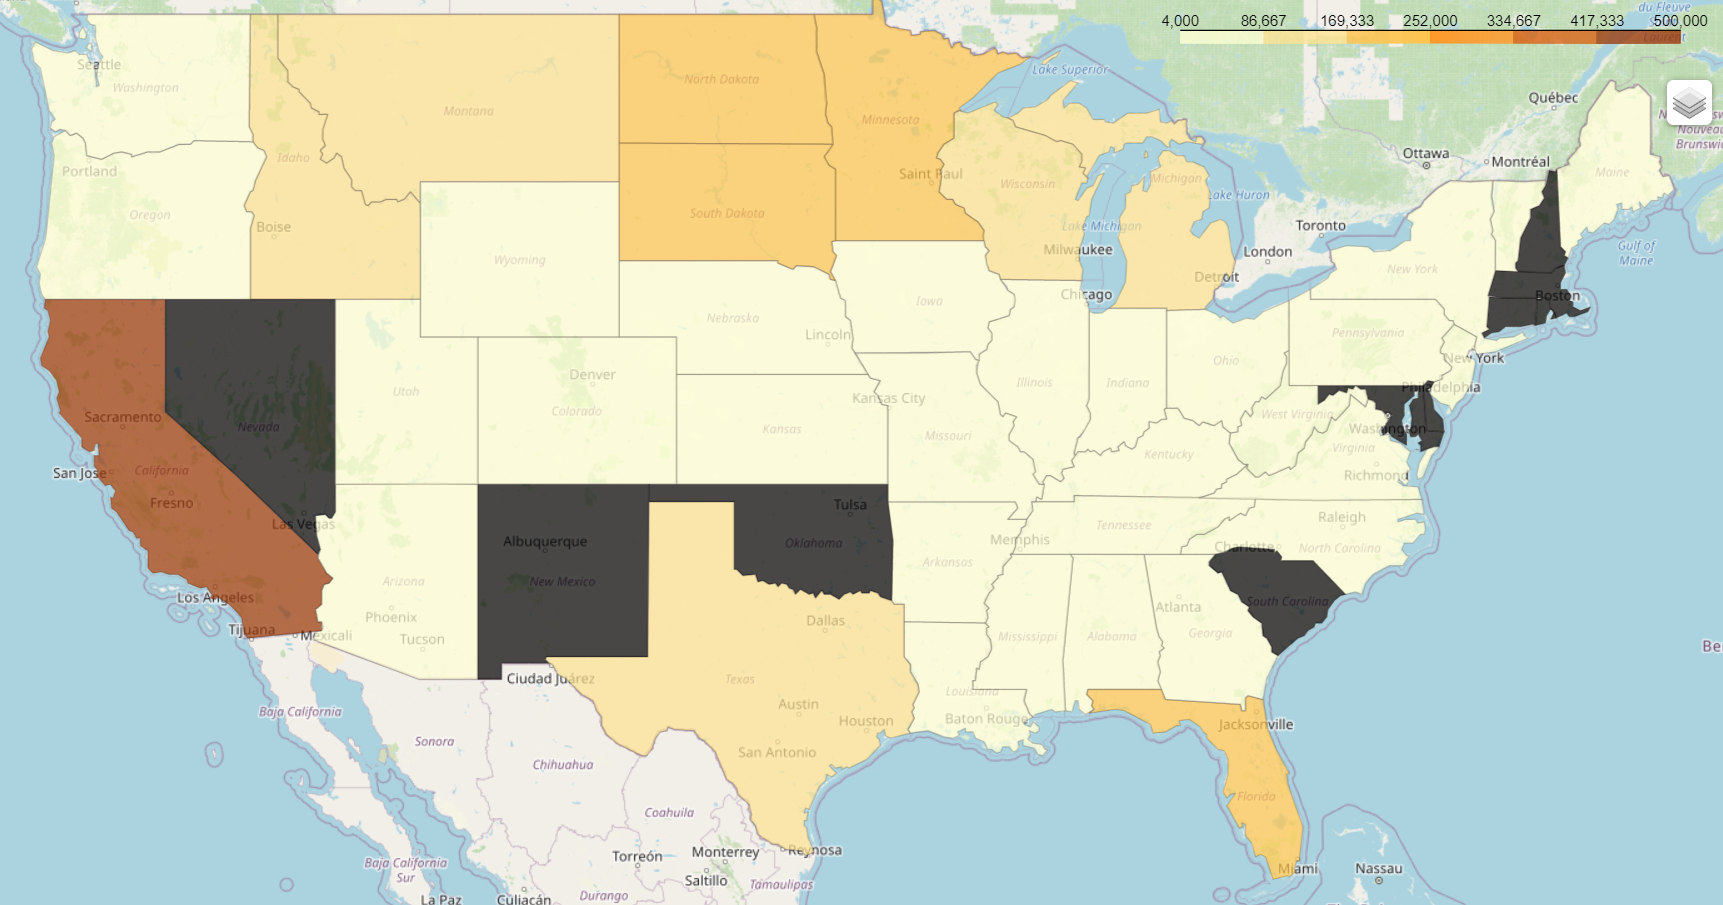 4,000 86,667 169,333 252,000 334,667 417,333 500,000
du Fleuve
Seattle
Washington
North Dakota
Lake Superior
Québec
Montana
Minnesota
Ottawa
Montréal
Portland
Idaho
Saint Paul
Wisconsin
Michigan
Lake Huron
Maine
Oregon
Boise
South Dakota
Lake Michigan
Toronto
Gulf of
Maine
Wyoming
Milwaukee
London
New York
Detroit
Chicago
Boston
Iowa
Nebraska
Lincoln
Pennsylvania
New York
Ohio
Denver
Utah
Colorado
Illinois
Indiana
Philadelphia
Sacramento
Nevada
Kansas City
Kansas
Missouri
West Virginia
Washington
Virginia
Kentucky
San Jose
California
Richmond
Fresno
Las Vegas
Tulsa
Raleigh
Albuquerque
Oklahoma
Memphis
Tennessee
Charlotte
North Carolina
Arkansas
New Mexico
Arizona
Los Angeles
Phoenix
Dallas
Atlanta
South Carolina
Tijuana
Mexicali
Tucson
Mississippi
Alabama
Georgia
Ciudad Juárez
Texas
Louisiana
Baja California
Austin
Houston
Baton Rouge
Jacksonville
Sonora
San Antonio
Chihuahua
Florida
Coahuila
Baja California
Sur
Torreón
Monterrey
Reynosa
Miami
Nassau
Saltillo
Tamaulipas
La Paz
Culiacán
Durango